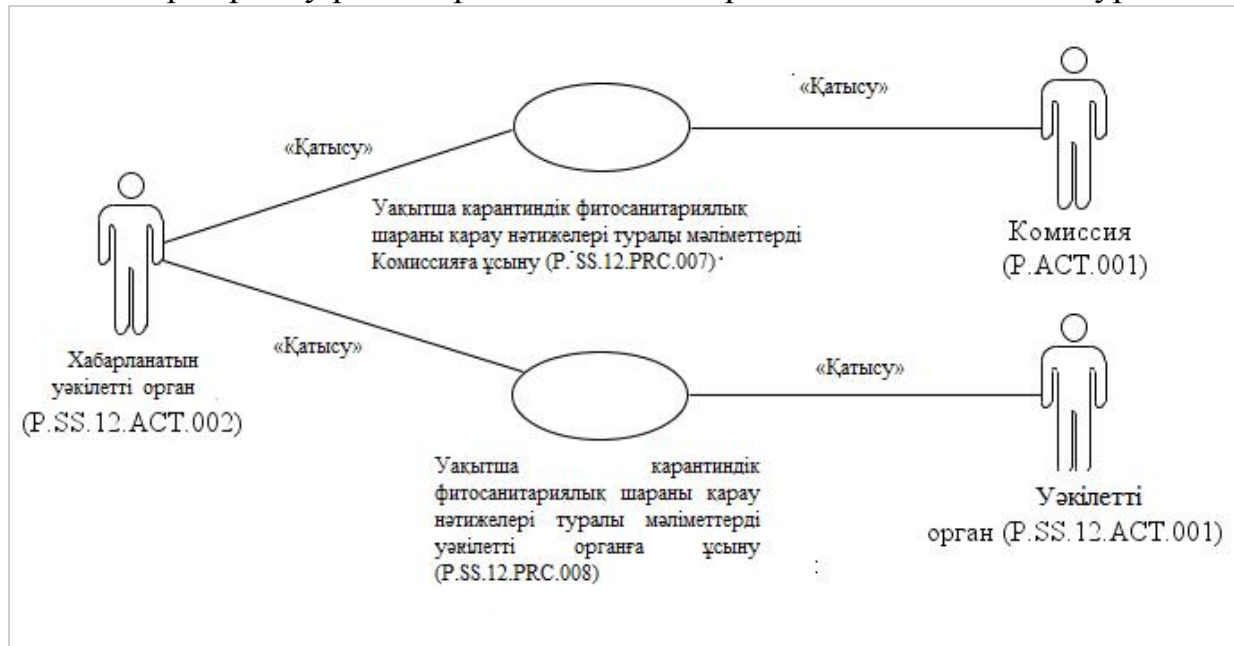 «Қатысу»
«Қатысу»
Уақытша карантиндік фитосанитариялық
шараны қарау нәтижелері туралы мәліметтерді
Комиссияға ұсыну (P. SS.12.PRC.007)
Комиссия
(P.ACT.001)
Хабарланатын
уәкілетті орган
(P.SS.12.ACT.002)
«Қатысу»
«Қатысу»
Уақытша карантиндік
фитосанитариялық шараны қарау
нәтижелері туралы мәліметтерді
уәкілетті органға ұсыну
(P.SS.12.PRC.008)
Уәкілетті
орган (P.SS.12.ACT.001)